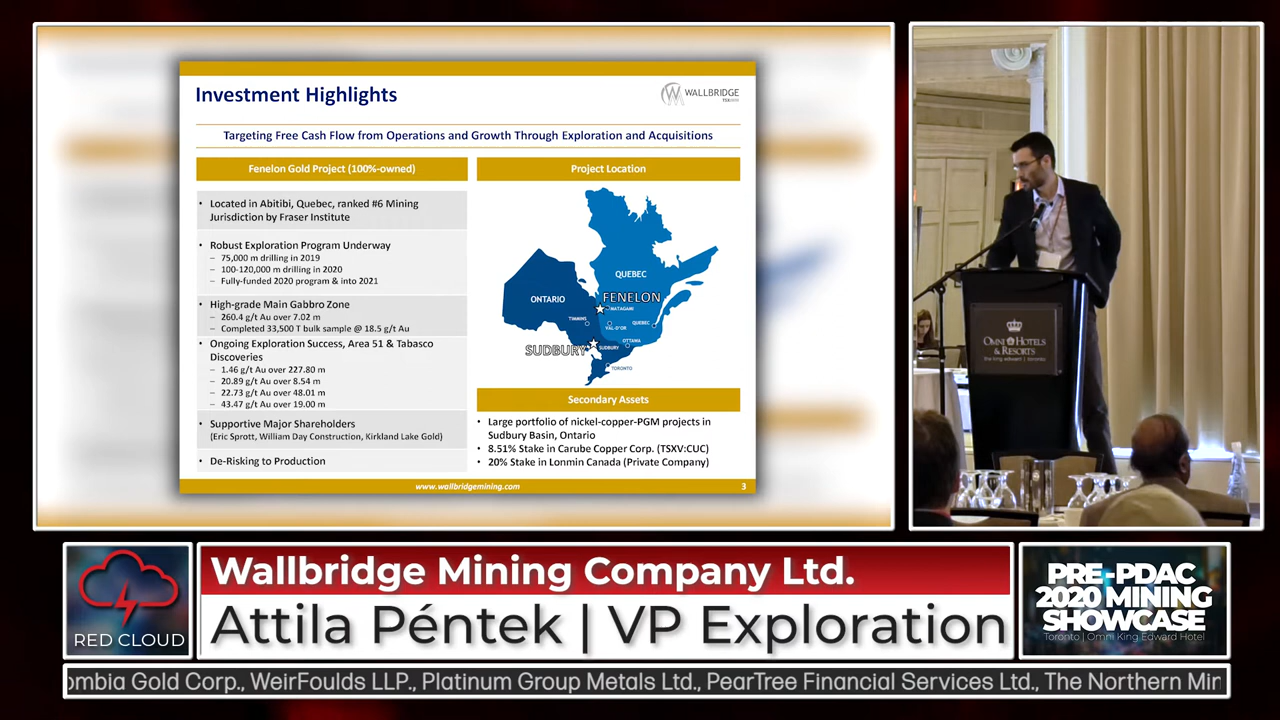 Investment Highlights
WALLBRIDGE
TSX:WM
Targeting Free Cash Flow from Operations and Growth Through Exploration and Acquisitions
Fenelon Gold Project (100%-owned)
• Located in Abitibi, Quebec, ranked #6 Mining
Jurisdiction by Fraser Institute
• Robust Exploration Program Underway
– 75,000 m drilling in 2019
– 100-120,000 m drilling in 2020
– Fully-funded 2020 program & into 2021
• High-grade Main Gabbro Zone
– 260.4 g/t Au over 7.02 m
– Completed 33,500 T bulk sample @ 18.5 g/t Au
• Ongoing Exploration Success, Area 51 & Tabasco
Discoveries
– 1.46 g/t Au over 227.80 m
– 20.89 g/t Au over 8.54 m
– 22.73 g/t Au over 48.01 m
– 43.47 g/t Au over 19.00 m
• Supportive Major Shareholders
(Eric Sprott, William Day Construction, Kirkland Lake Gold)
• De-Risking to Production
Project Location
QUEBEC
ONTARIO
FENELON
MATAGAMI
TIMMINS
VAL-D'OR
QUEBEC
OTTAWA
SUDBURY
SUDBURY
TORONTO
Secondary Assets
• Large portfolio of nickel-copper-PGM projects in
Sudbury Basin, Ontario
• 8.51% Stake in Carube Copper Corp. (TSXV:CUC)
• 20% Stake in Lonmin Canada (Private Company)
www.wallbridgemining.com
3
OMNI HOTELS
& RESORTS
the king edward | toronto
RED CLOUD
Wallbridge Mining Company Ltd.
Attila Péntek | VP Exploration
PRE-PDAC
2020 MINING
SHOWCASE
Toronto | Omni King Edward Hotel
ombia Gold Corp., WeirFoulds LLP., Platinum Group Metals Ltd., PearTree Financial Services Ltd., The Northern Min